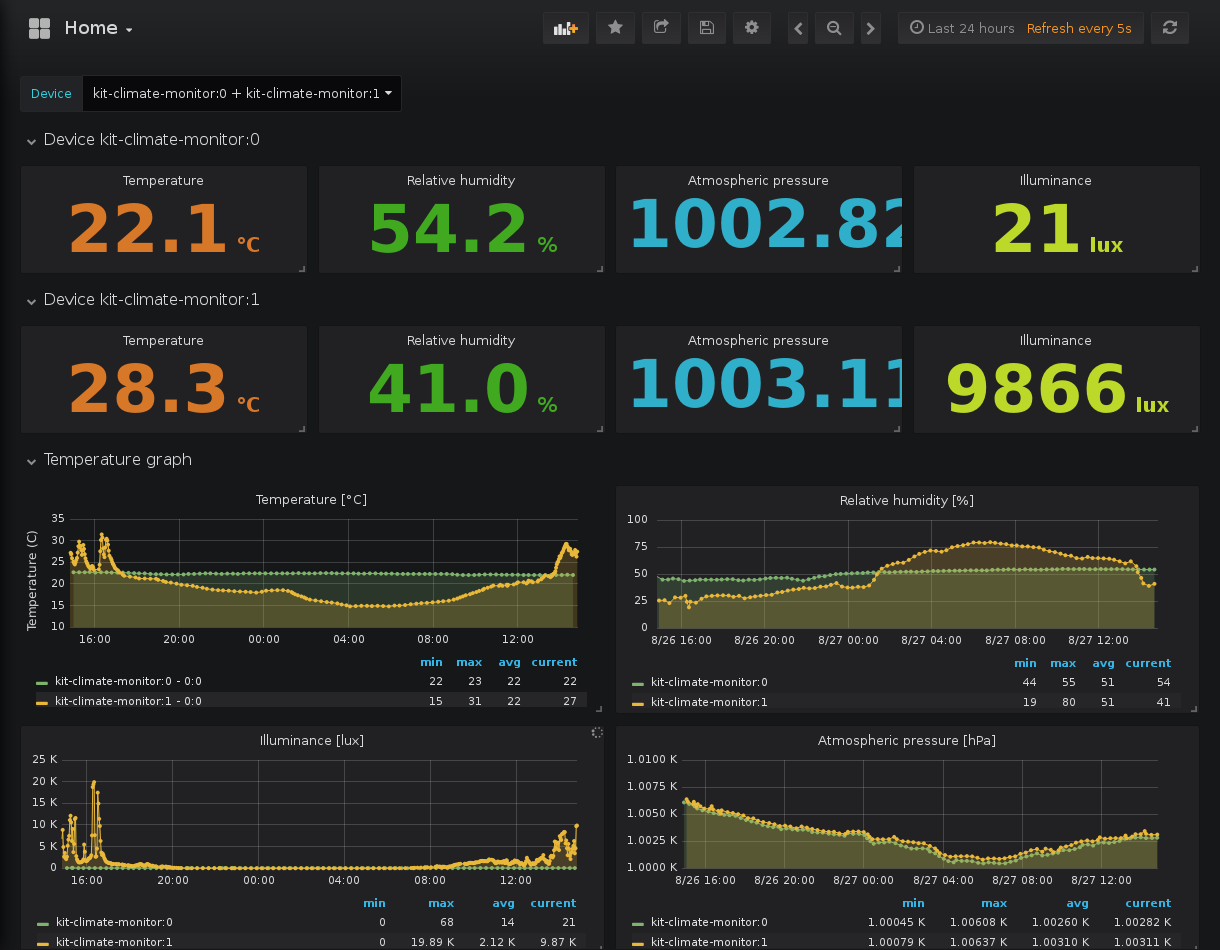 Home
Last 24 hours Refresh every 5s
Device kit-climate-monitor:0 + kit-climate-monitor:1
Device kit-climate-monitor:0
Temperature Relative humidity Atmospheric pressure Illuminance
22.1 °C 54.2 % 1002.82 21 lux
Device kit-climate-monitor:1
Temperature Relative humidity Atmospheric pressure Illuminance
28.3 °C 41.0 % 1003.11 9866 lux
Temperature graph
Temperature [°C]
Temperature (C)
35
30
25
20
15
10
16:00 20:00 00:00 04:00 08:00 12:00
min max avg current
kit-climate-monitor:0 - 0:0 22 23 22 22
kit-climate-monitor:1 - 0:0 15 31 22 27
Relative humidity [%]
100
75
50
25
0
8/26 16:00 8/26 20:00 8/27 00:00 8/27 04:00 8/27 08:00 8/27 12:00
min max avg current
kit-climate-monitor:0 44 55 51 54
kit-climate-monitor:1 19 80 51 41
Illuminance [lux]
25 K
20 K
15 K
10 K
5 K
0
16:00 20:00 00:00 04:00 08:00 12:00
min max avg current
kit-climate-monitor:0 0 68 14 21
kit-climate-monitor:1 0 19.89 K 2.12 K 9.87 K
Atmospheric pressure [hPa]
1.0100 K
1.0075 K
1.0050 K
1.0025 K
1.0000 K
8/26 16:00 8/26 20:00 8/27 00:00 8/27 04:00 8/27 08:00 8/27 12:00
min max avg current
kit-climate-monitor:0 1.00045 K 1.00608 K 1.00260 K 1.00282 K
kit-climate-monitor:1 1.00079 K 1.00637 K 1.00310 K 1.00311 K